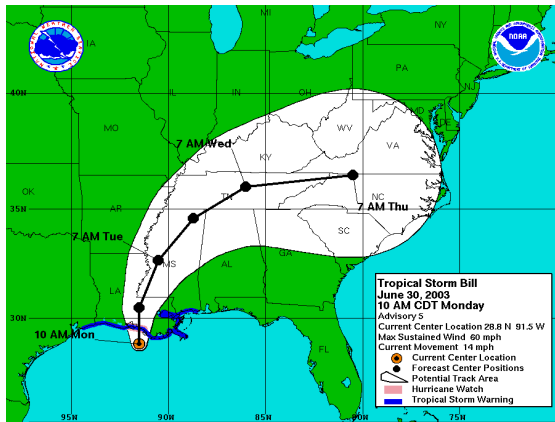 MI
NY
IA
PA
NJ
40N
IL
IN
OH
MD
DE
MO
WV
VA
7 AM Wed
KY
OK
TN
7 AM Thu
NC
35N
AR
SC
7 AM Tue
MS
AL
GA
LA
30N
10 AM Mon
FL
95W
90W
85W
80W
NOAA
Tropical Storm Bill
June 30, 2003
10 AM CDT Monday
Advisory 5
Current Center Location 28.8 N 91.5 W
Max Sustained Wind 60 mph
Current Movement 14 mph
Current Center Location
Forecast Center Positions
Potential Track Area
Hurricane Watch
Tropical Storm Warning